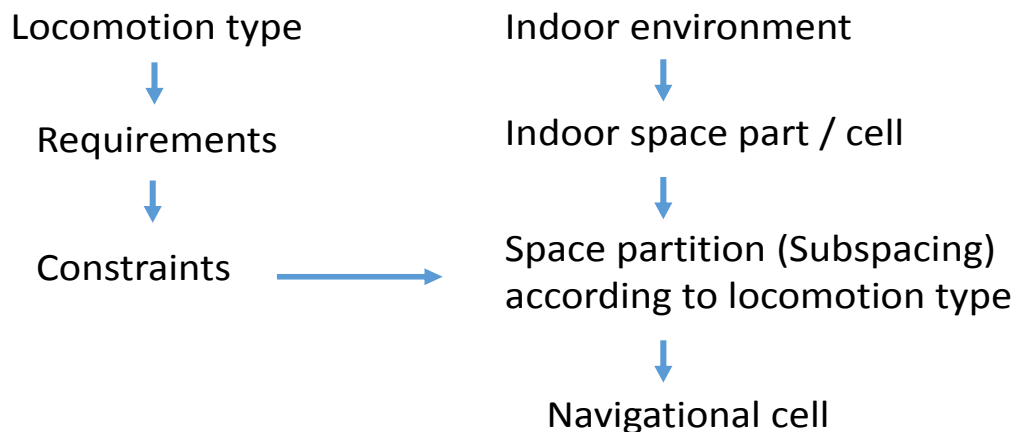 Locomotion type
Requirements
Constraints
Indoor environment
Indoor space part / cell
Space partition (Subspacing)
according to locomotion type
Navigational cell